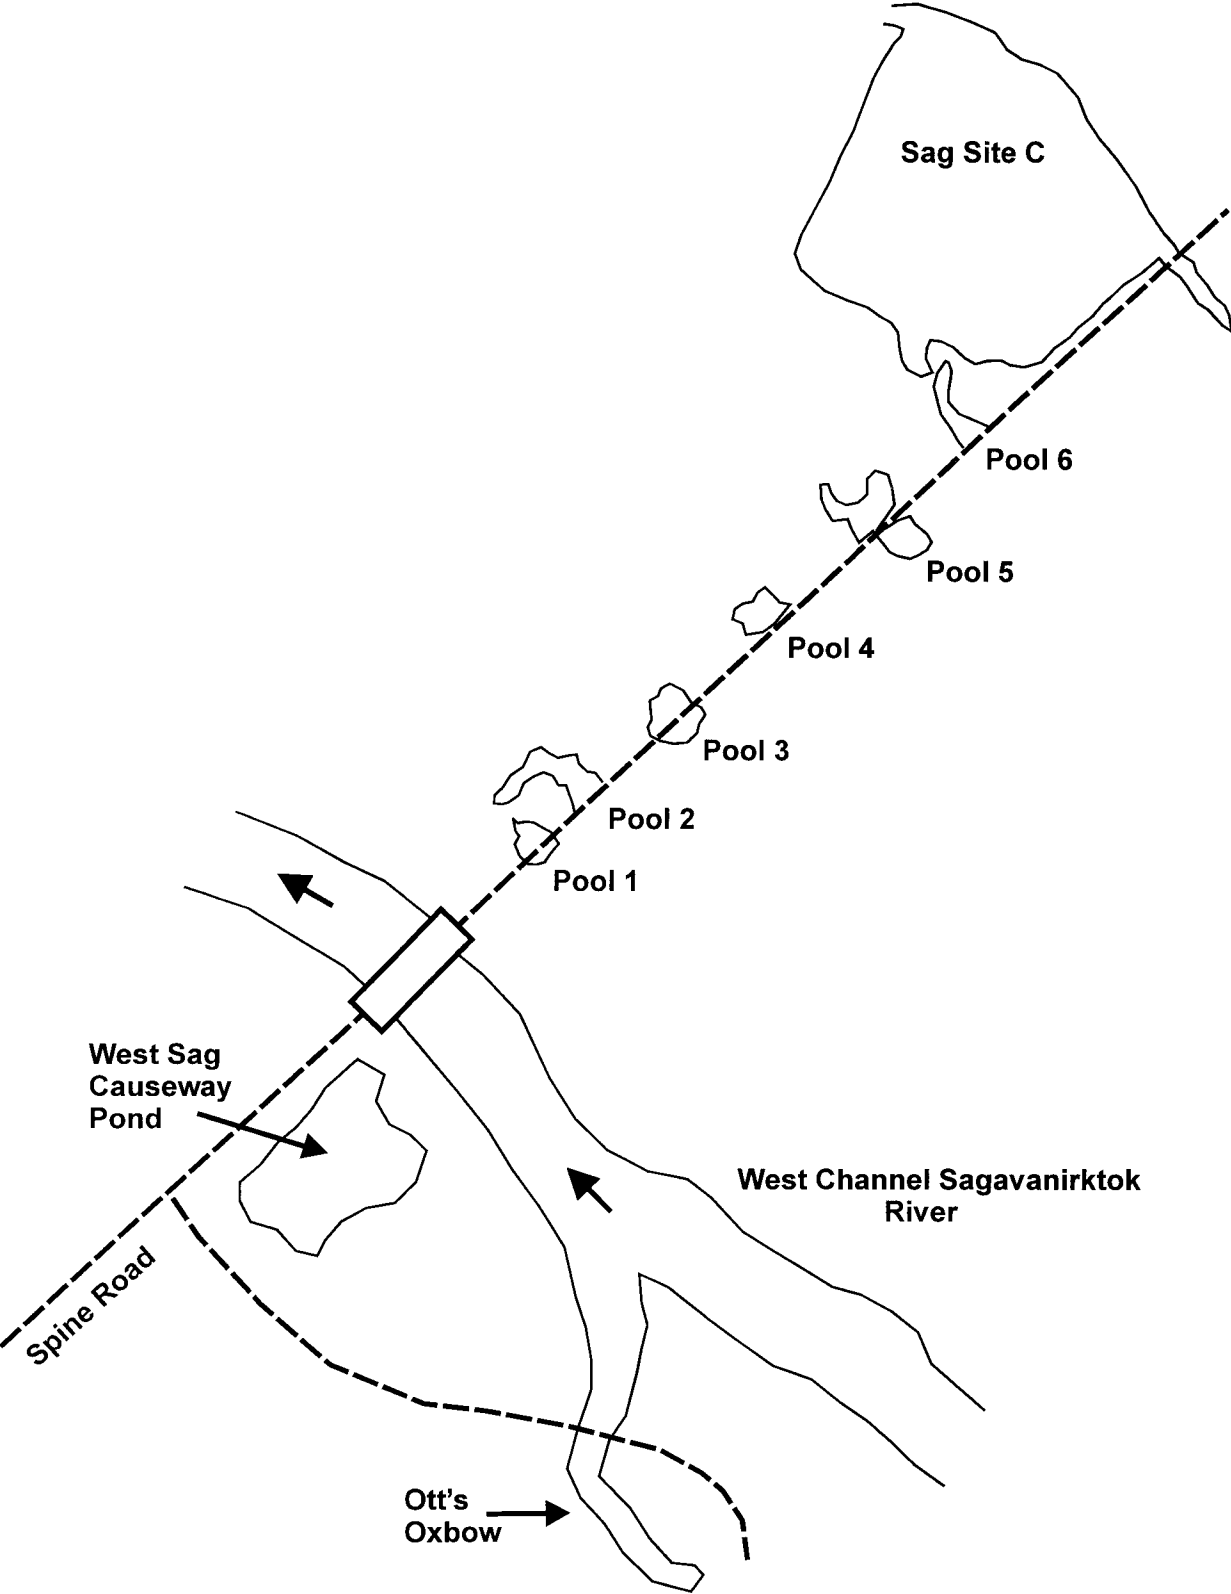 Sag Site C
Pool 6
Pool 5
Pool 4
Pool 3
Pool 2
Pool 1
West Sag
Causeway
Pond
West Channel Sagavanirktok
River
Spine Road
Ott's
Oxbow